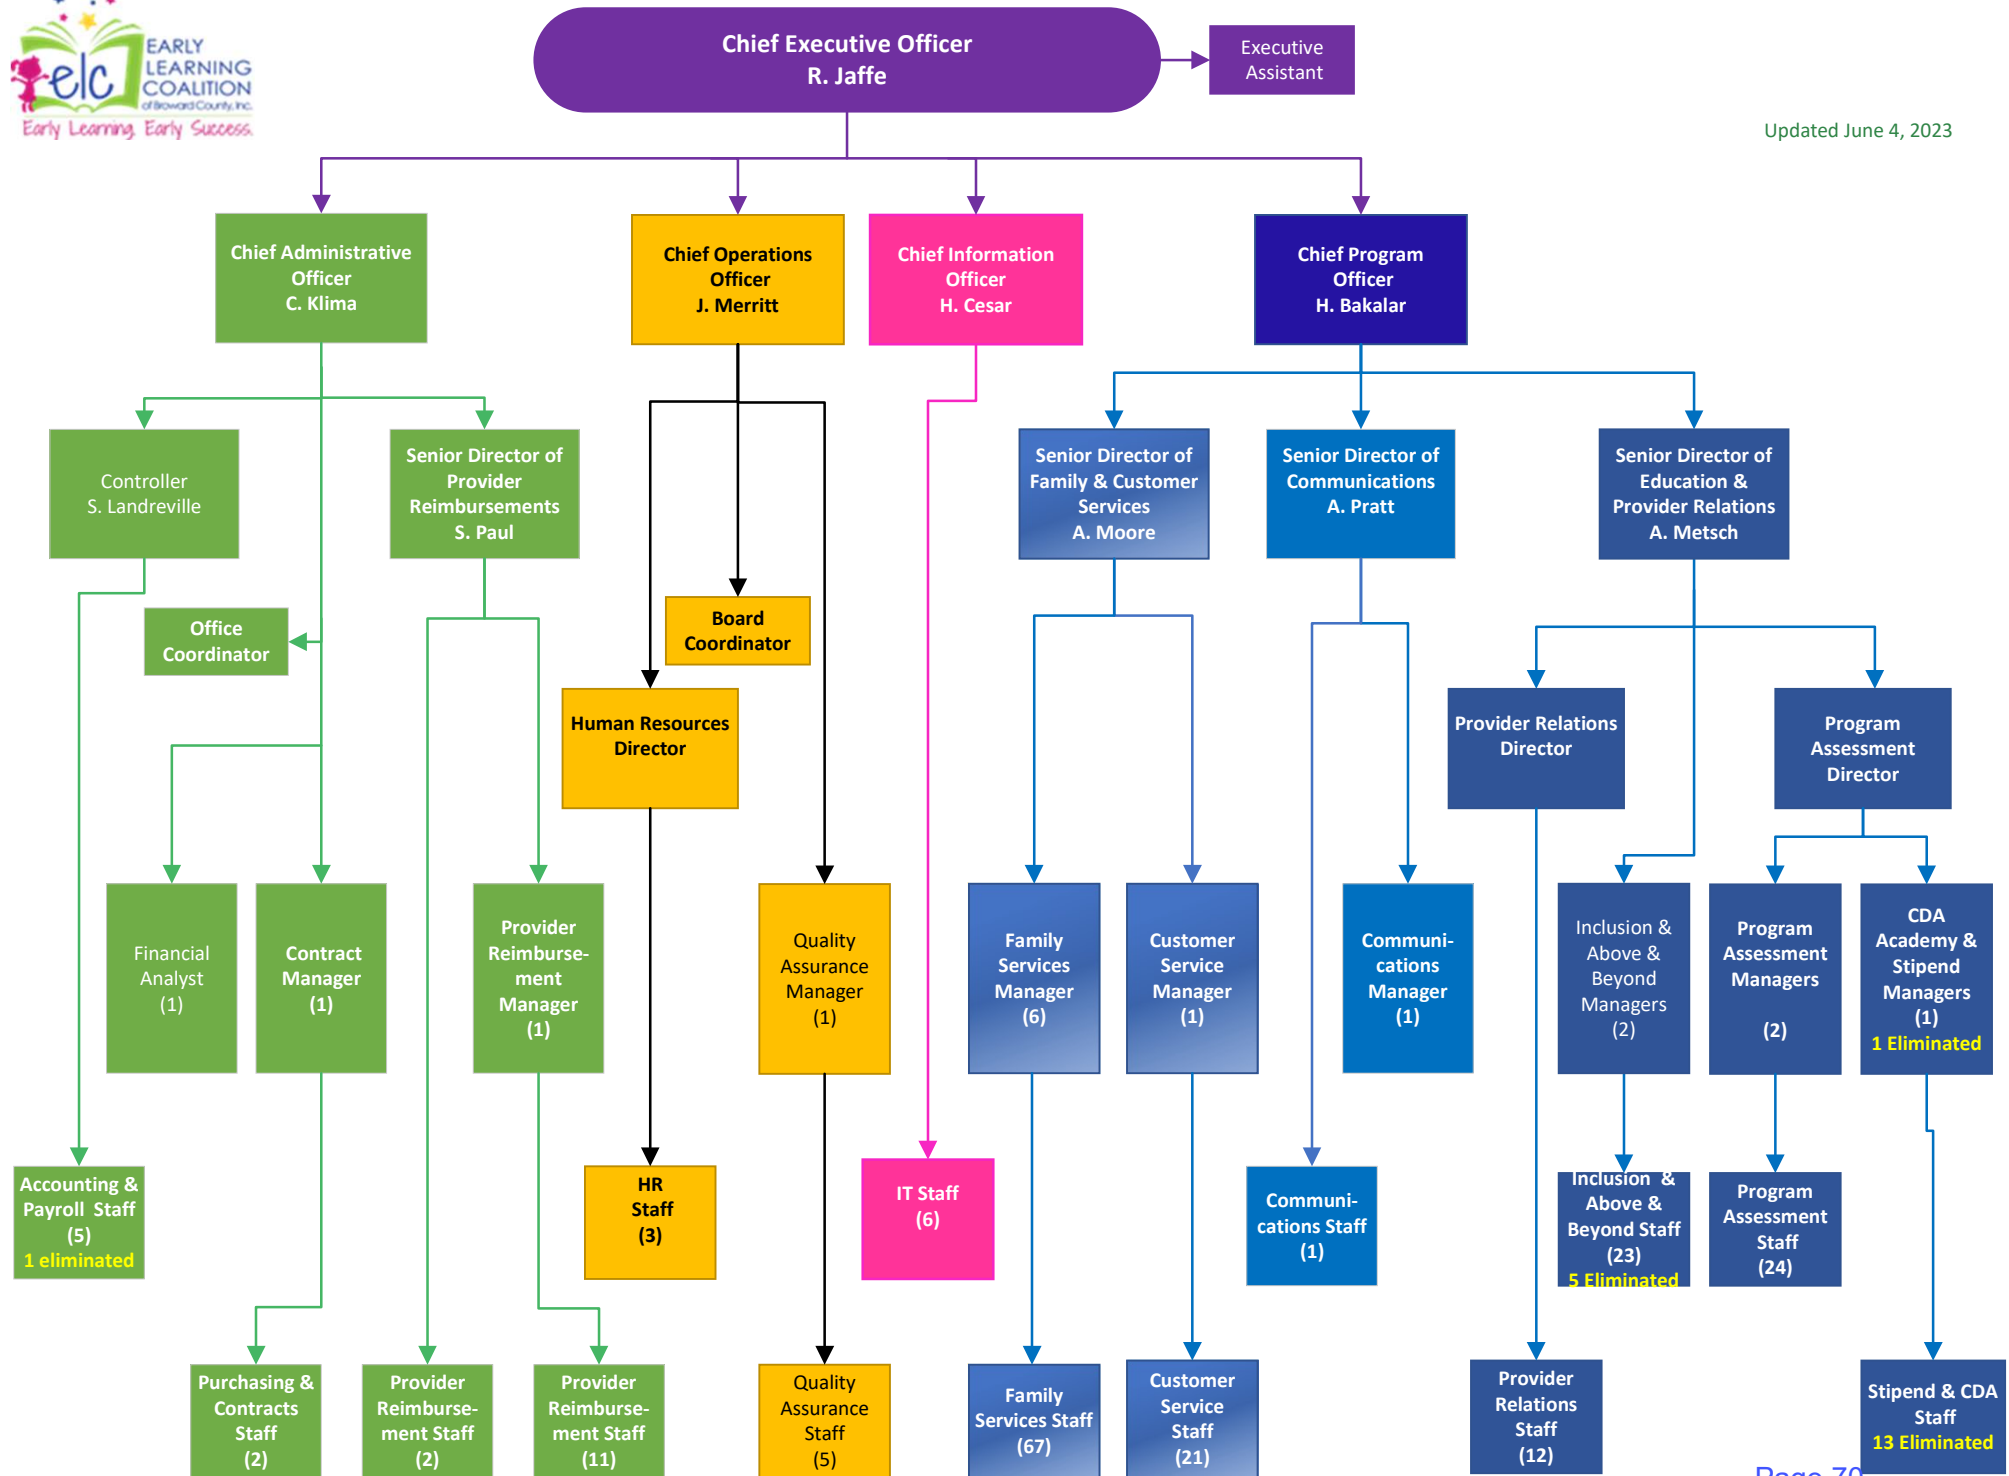 elc
EARLY
LEARNING
COALITION
of Broward County, Inc.
Early Learning. Early Success.
Chief Executive Officer
R. Jaffe
Executive
Assistant
Updated June 4, 2023
Chief Administrative
Officer
C. Klima
Chief Operations
Officer
J. Merritt
Chief Information
Officer
H. Cesar
Chief Program
Officer
H. Bakalar
Controller
S. Landreville
Senior Director of
Provider
Reimbursements
S. Paul
Senior Director of
Family & Customer
Services
A. Moore
Senior Director of
Communications
A. Pratt
Senior Director of
Education &
Provider Relations
A. Metsch
Office
Coordinator
Board
Coordinator
Human Resources
Director
Provider Relations
Director
Program
Assessment
Director
Financial
Analyst
(1)
Contract
Manager
(1)
Provider
Reimburse-
ment
Manager
(1)
Quality
Assurance
Manager
(1)
Family
Services
Manager
(6)
Customer
Service
Manager
(1)
Communi-
cations
Manager
(1)
Inclusion &
Above &
Beyond
Managers
(2)
Program
Assessment
Managers
(2)
CDA
Academy &
Stipend
Managers
(1)
1 Eliminated
Accounting &
Payroll Staff
(5)
1 eliminated
HR
Staff
(3)
IT Staff
(6)
Communi-
cations Staff
(1)
Inclusion &
Above &
Beyond Staff
(23)
5 Eliminated
Program
Assessment
Staff
(24)
Purchasing &
Contracts
Staff
(2)
Provider
Reimburse-
ment Staff
(2)
Provider
Reimburse-
ment Staff
(11)
Quality
Assurance
Staff
(5)
Family
Services Staff
(67)
Customer
Service
Staff
(21)
Provider
Relations
Staff
(12)
Stipend & CDA
Staff
13 Eliminated
Page 70